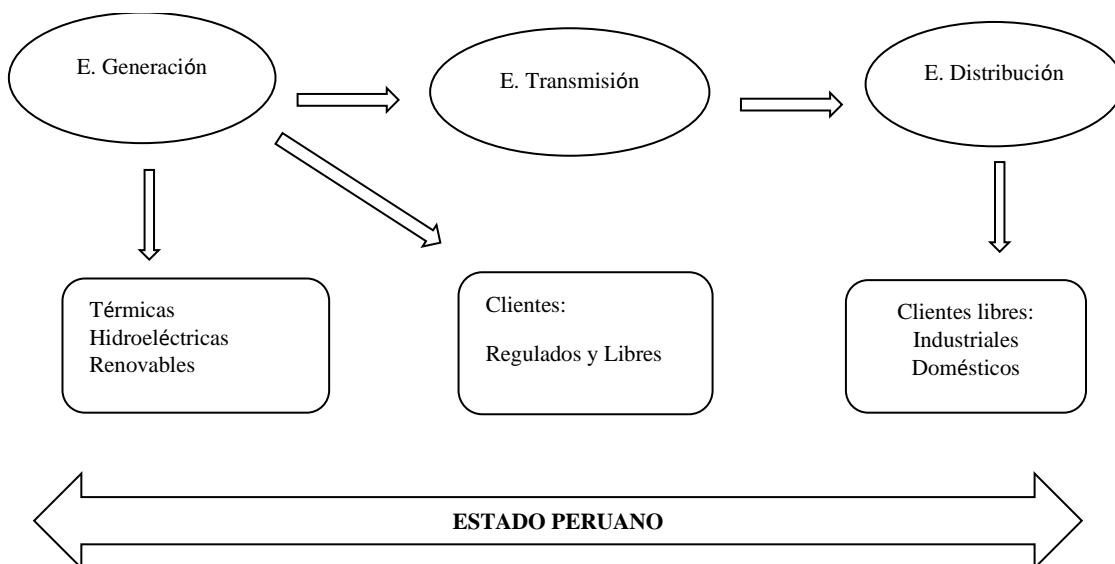 E. Generación
E. Transmisión
E. Distribución
Térmicas
Hidroeléctricas
Renovables
Clientes:
Regulados y Libres
Clientes libres:
Industriales
Domésticos
ESTADO PERUANO